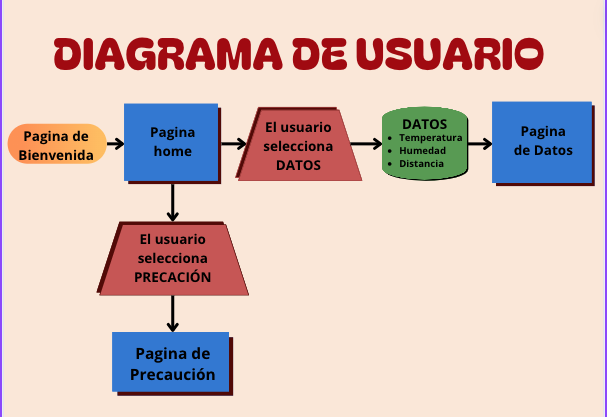 DIAGRAMA DE USUARIO
Pagina de
Bienvenida
Pagina
home
El usuario
selecciona
DATOS
DATOS
• Temperatura
• Humedad
• Distancia
Pagina
de Datos
El usuario
selecciona
PRECACIÓN
Pagina de
Precaución